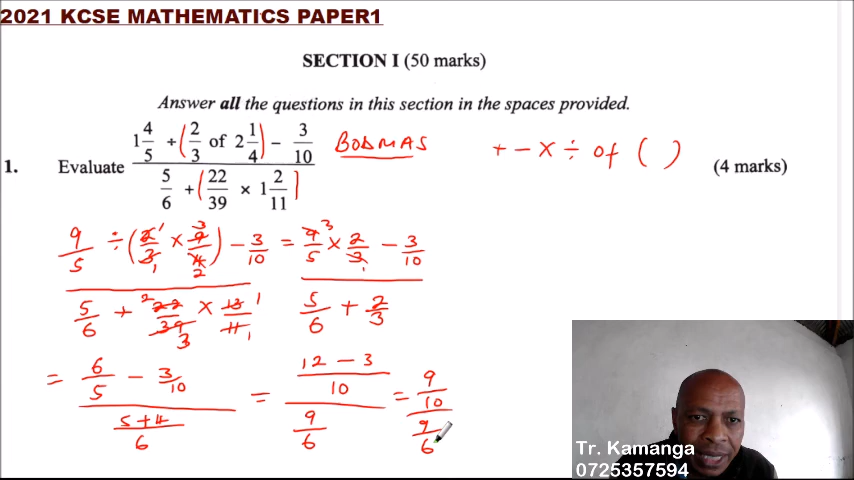 2021 KCSE MATHEMATICS PAPER1
SECTION I (50 marks)
Answer all the questions in this section in the spaces provided.
1. Evaluate (1 4/5 ÷ (2/3 of 2 1/4) − 3/10) / (5/6 + (22/39 × 1 2/11)) BODMAS + − × ÷ of ( ) (4 marks)
(9/5 ÷ (2/3 × 9/4) − 3/10) / (5/6 + 22/39 × 13/11) = (9/5 × 2/3 − 3/10) / (5/6 + 2/3)
= (6/5 − 3/10) / ((5+4)/6) = ((12 − 3)/10) / (9/6) = (9/10) / (9/6)
Tr. Kamanga
0725357594